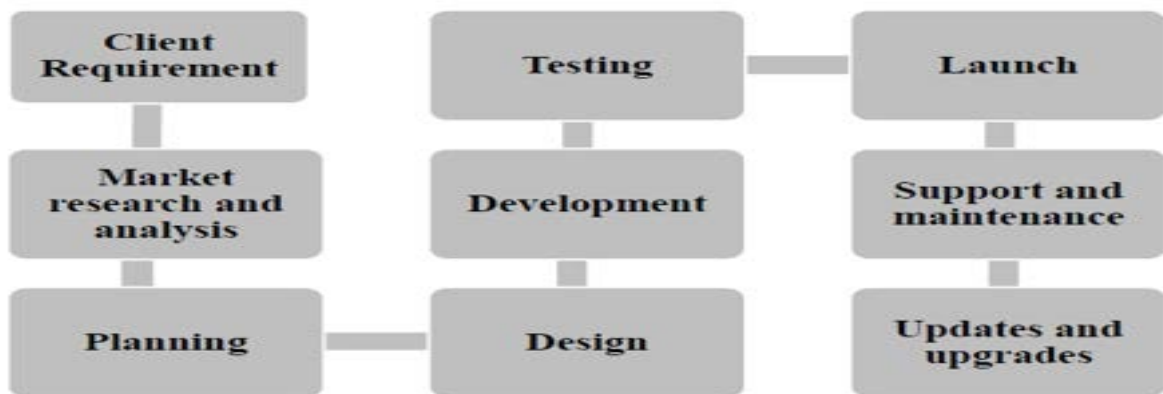 Client
Requirement
Market
research and
analysis
Planning
Design
Development
Testing
Launch
Support and
maintenance
Updates and
upgrades